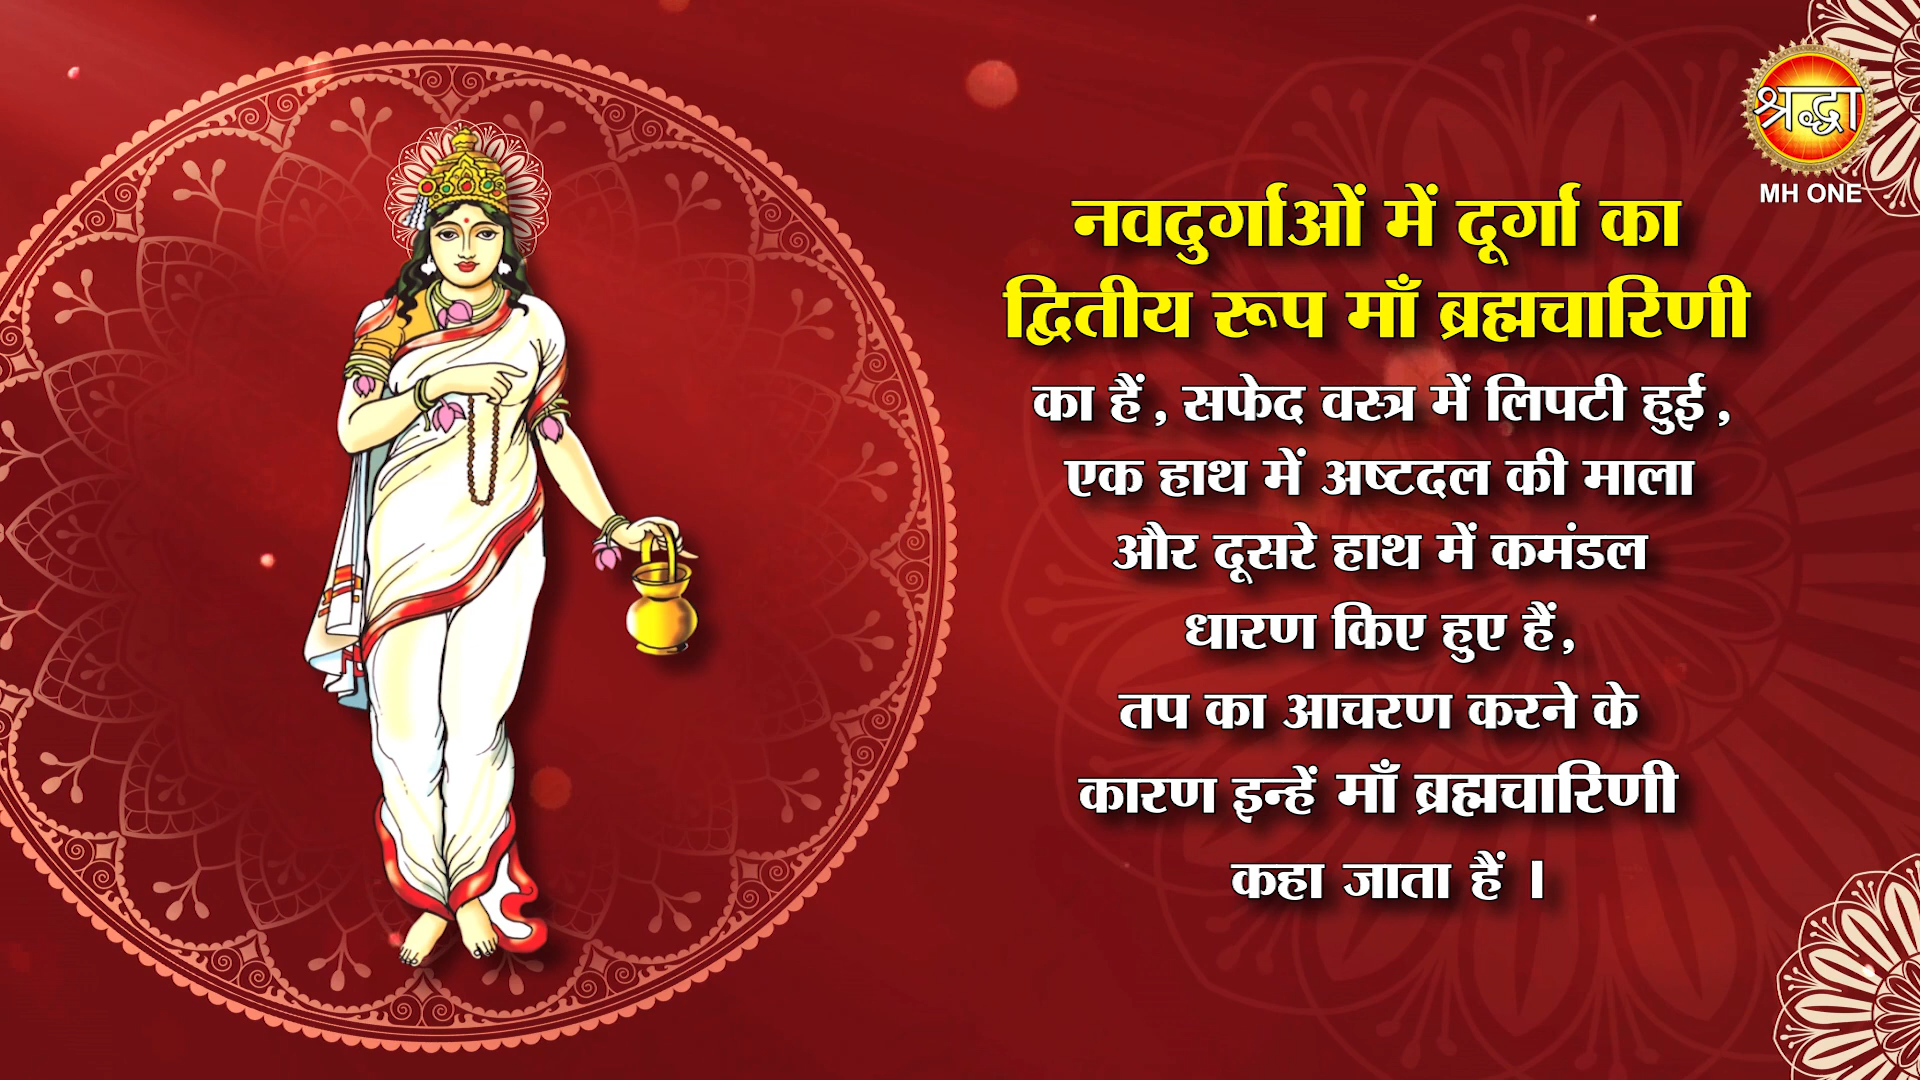 श्रद्धा
MH ONE
नवदुर्गाओं में दूर्गा का
द्वितीय रूप माँ ब्रह्मचारिणी
का हैं, सफेद वस्त्र में लिपटी हुई,
एक हाथ में अष्टदल की माला
और दूसरे हाथ में कमंडल
धारण किए हुए हैं,
तप का आचरण करने के
कारण इन्हें माँ ब्रह्मचारिणी
कहा जाता हैं ।